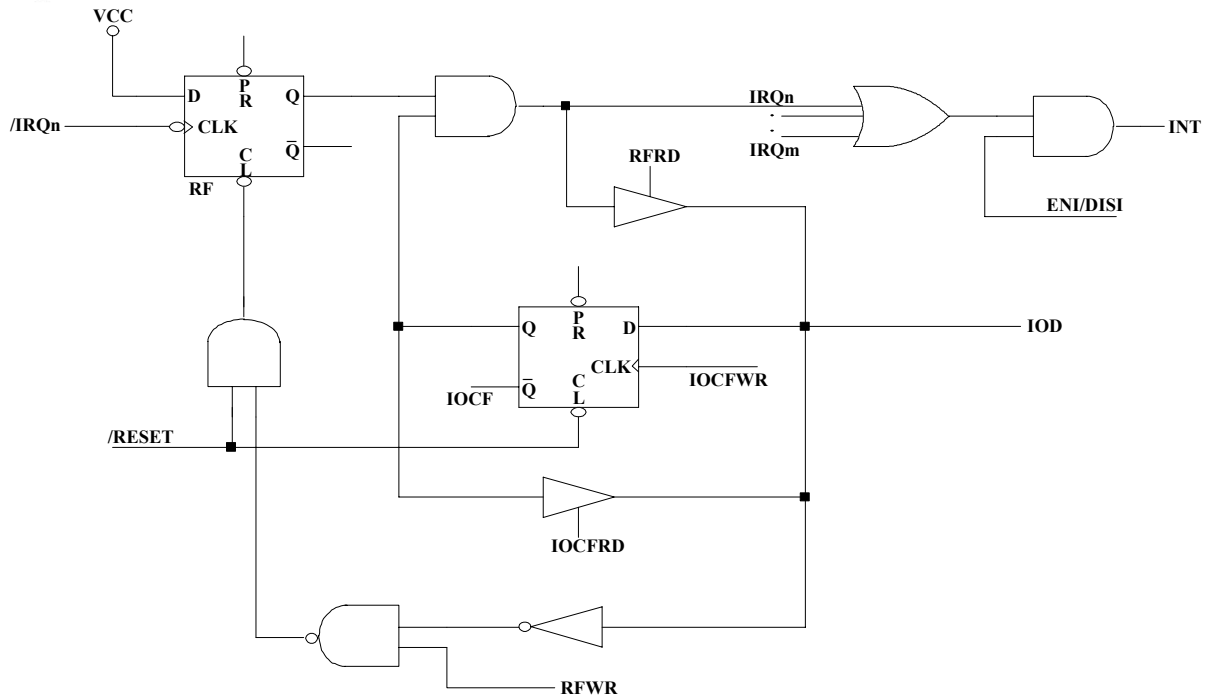 VCC
P
R
D
Q
/IRQn
CLK
Q̅
C
L
RF
IRQn
IRQm
INT
RFRD
ENI/DISI
P
R
Q
D
IOD
CLK
IOCFWR
IOCF
Q̅
C
L
/RESET
IOCFRD
RFWR